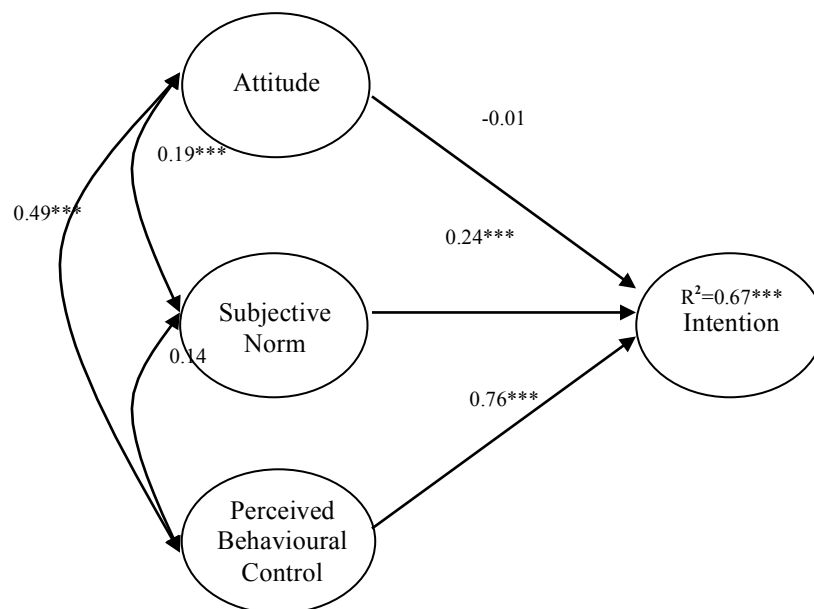 Attitude
-0.01
0.19***
0.49***
0.24***
R²=0.67***
Intention
Subjective
Norm
0.14
0.76***
Perceived
Behavioural
Control